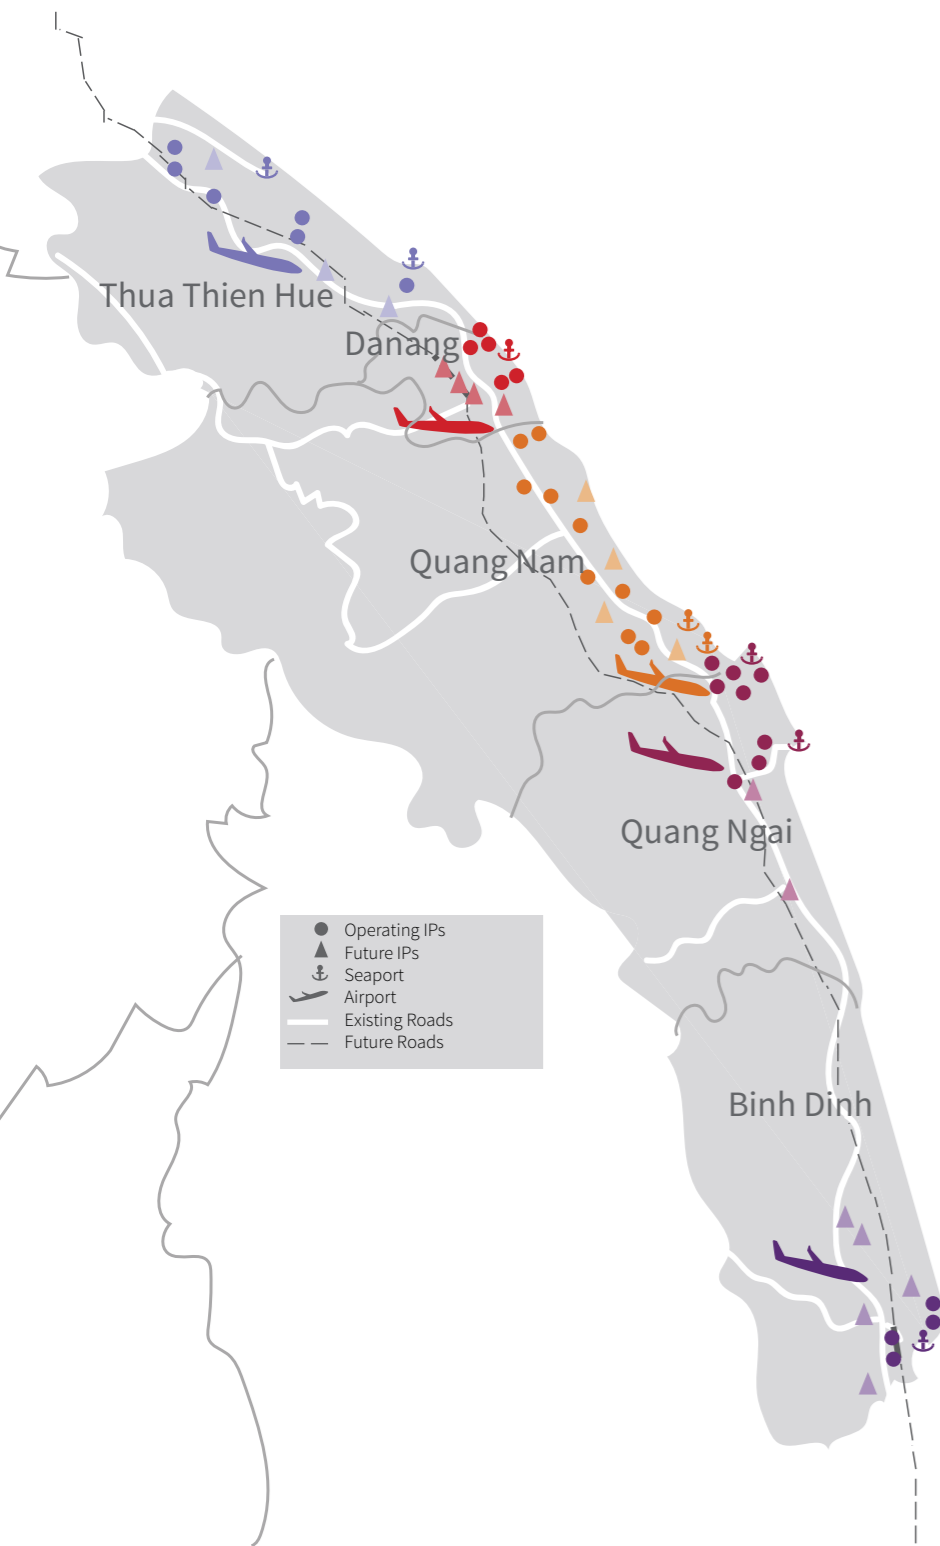 Thua Thien Hue
Danang
Quang Nam
Quang Ngai
Operating IPs
Future IPs
Seaport
Airport
Existing Roads
Future Roads
Binh Dinh